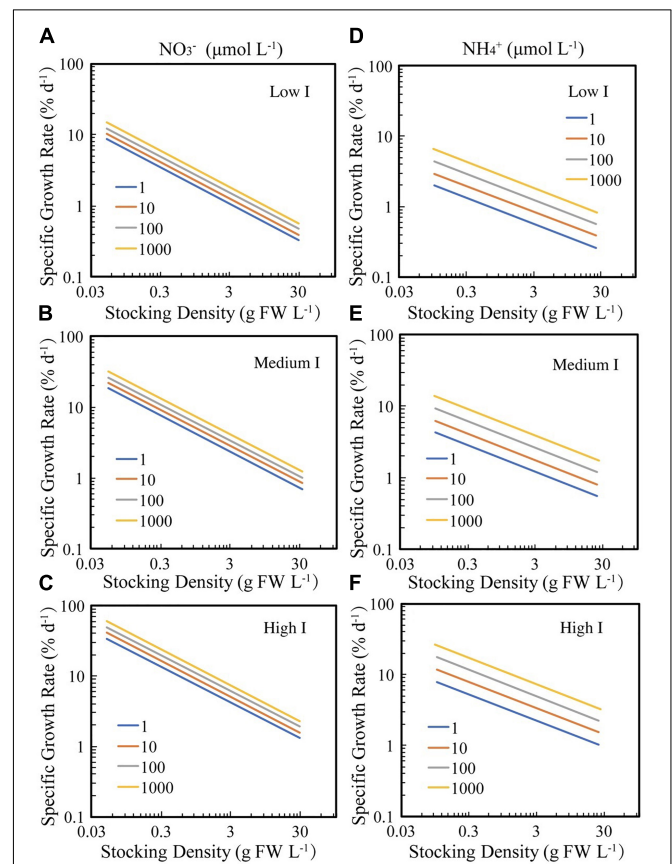 A
NO₃⁻ (μmol L⁻¹)
Specific Growth Rate (% d⁻¹)
100
10
1
0.1
Low I
1
10
100
1000
0.03
0.3
3
30
Stocking Density (g FW L⁻¹)
D
NH₄⁺ (μmol L⁻¹)
Specific Growth Rate (% d⁻¹)
100
10
1
0.1
Low I
1
10
100
1000
0.03
0.3
3
30
Stocking Density (g FW L⁻¹)
B
Specific Growth Rate (% d⁻¹)
100
10
1
0.1
Medium I
1
10
100
1000
0.03
0.3
3
30
Stocking Density (g FW L⁻¹)
E
Specific Growth Rate (% d⁻¹)
100
10
1
0.1
Medium I
1
10
100
1000
0.03
0.3
3
30
Stocking Density (g FW L⁻¹)
C
Specific Growth Rate (% d⁻¹)
100
10
1
0.1
High I
1
10
100
1000
0.03
0.3
3
30
Stocking Density (g FW L⁻¹)
F
Specific Growth Rate (% d⁻¹)
100
10
1
0.1
High I
1
10
100
1000
0.03
0.3
3
30
Stocking Density (g FW L⁻¹)